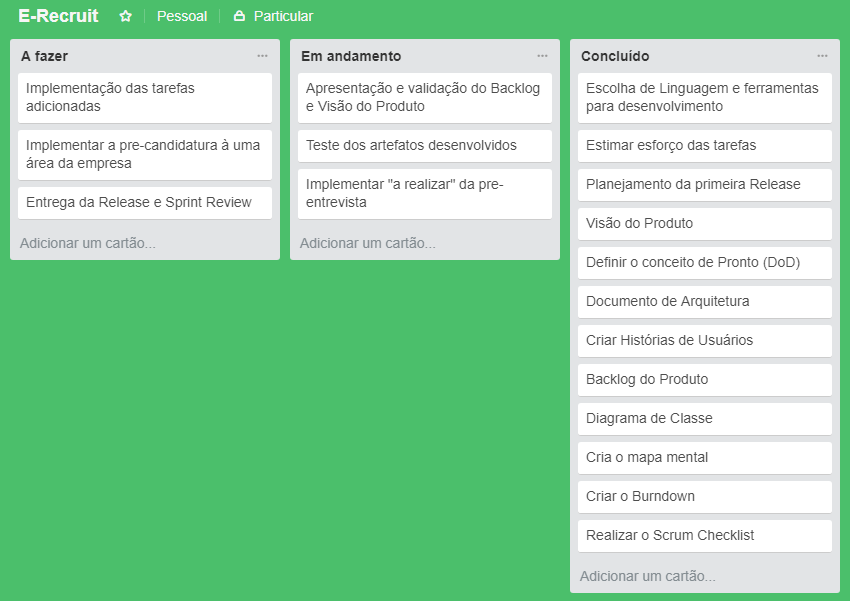 E-Recruit Pessoal Particular
A fazer
Implementação das tarefas
adicionadas
Implementar a pre-candidatura à uma
área da empresa
Entrega da Release e Sprint Review
Adicionar um cartão...
Em andamento
Apresentação e validação do Backlog
e Visão do Produto
Teste dos artefatos desenvolvidos
Implementar "a realizar" da pre-
entrevista
Adicionar um cartão...
Concluído
Escolha de Linguagem e ferramentas
para desenvolvimento
Estimar esforço das tarefas
Planejamento da primeira Release
Visão do Produto
Definir o conceito de Pronto (DoD)
Documento de Arquitetura
Criar Histórias de Usuários
Backlog do Produto
Diagrama de Classe
Cria o mapa mental
Criar o Burndown
Realizar o Scrum Checklist
Adicionar um cartão...